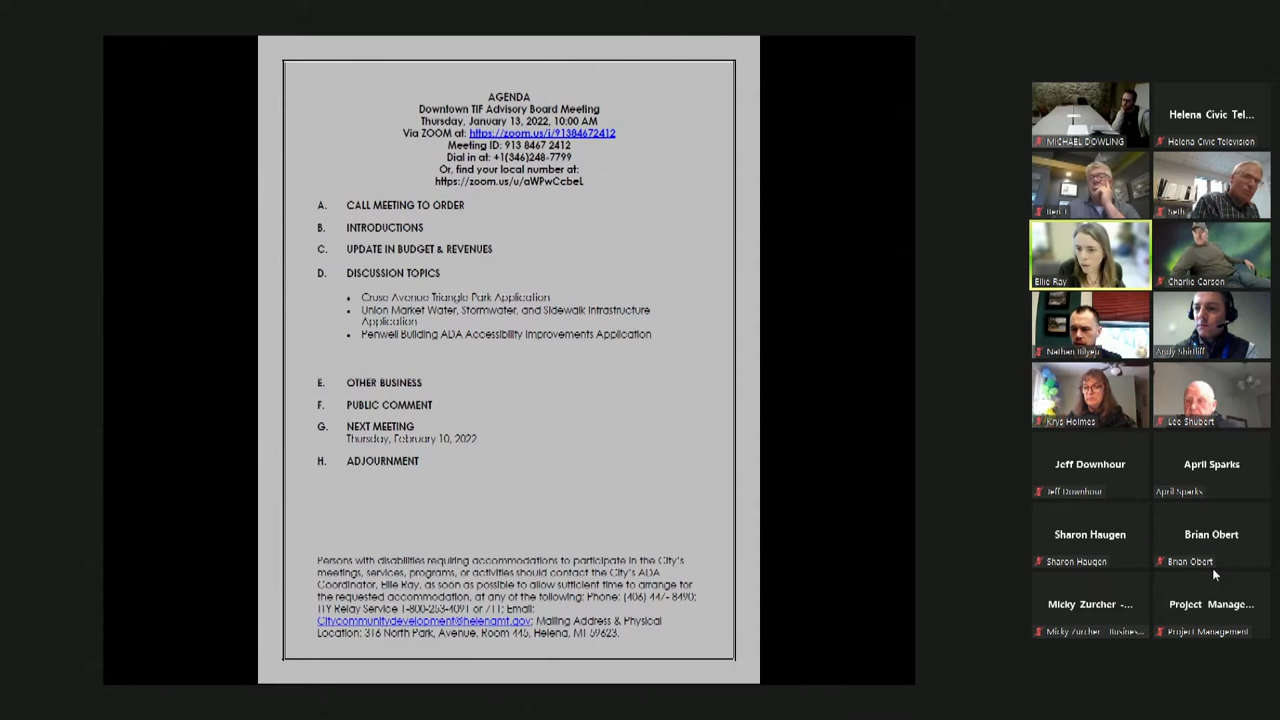 AGENDA
Downtown TIF Advisory Board Meeting
Thursday, January 13, 2022, 10:00 AM
Via ZOOM at: https://zoom.us/j/91384672412
Meeting ID: 913 8467 2412
Dial in at: +1(346)248-7799
Or, find your local number at:
https://zoom.us/u/aWPwCcbeL
A. CALL MEETING TO ORDER
B. INTRODUCTIONS
C. UPDATE IN BUDGET & REVENUES
D. DISCUSSION TOPICS
• Cruse Avenue Triangle Park Application
• Union Market Water, Stormwater, and Sidewalk Infrastructure
Application
• Penwell Building ADA Accessibility Improvements Application
E. OTHER BUSINESS
F. PUBLIC COMMENT
G. NEXT MEETING
Thursday, February 10, 2022
H. ADJOURNMENT
Persons with disabilities requiring accommodations to participate in the City's
meetings, services, programs, or activities should contact the City's ADA
Coordinator, Ellie Ray, as soon as possible to allow sufficient time to arrange for
the requested accommodation, at any of the following: Phone: (406) 447- 8490;
TTY Relay Service 1-800-253-4091 or 711; Email:
Citycommunitydevelopment@helenamt.gov; Mailing Address & Physical
Location: 316 North Park, Avenue, Room 445, Helena, MT 59623.
MICHAEL DOWLING
Helena Civic Tel...
Helena Civic Television
Ben T
Seth
Ellie Ray
Charlie Carson
Nathan Bilyeu
Andy Shirtliff
Krys Holmes
Lee Shubert
Jeff Downhour
Jeff Downhour
April Sparks
April Sparks
Sharon Haugen
Sharon Haugen
Brian Obert
Brian Obert
Micky Zurcher -...
Micky Zurcher - Busines...
Project Manage...
Project Management